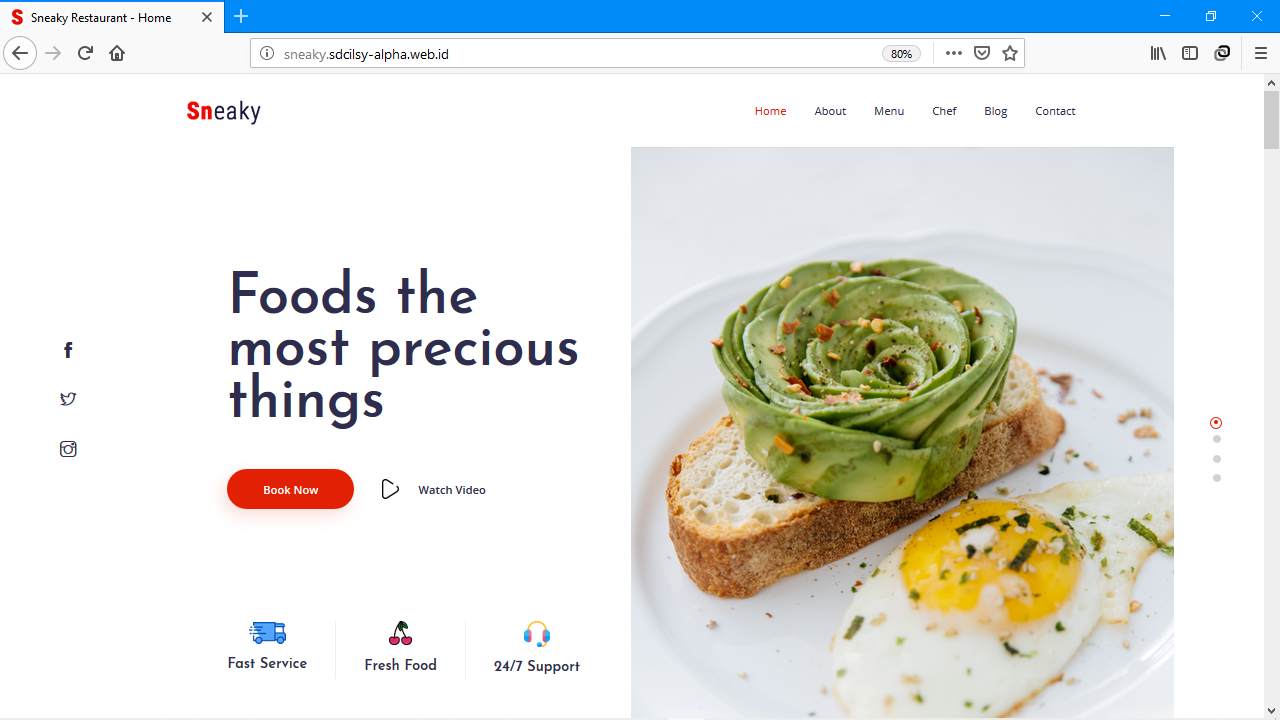 Sneaky Restaurant - Home
sneaky.sdcilsy-alpha.web.id
80%
Sneaky
Home About Menu Chef Blog Contact
Foods the
most precious
things
Book Now
Watch Video
Fast Service
Fresh Food
24/7 Support